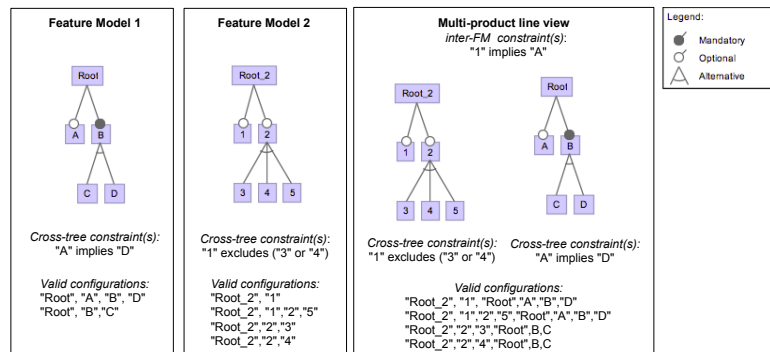 Feature Model 1
Root
A
B
C
D
Cross-tree constraint(s):
"A" implies "D"
Valid configurations:
"Root", "A", "B", "D"
"Root", "B","C"
Feature Model 2
Root_2
1
2
3
4
5
Cross-tree constraint(s):
"1" excludes ("3" or "4")
Valid configurations:
"Root_2", "1"
"Root_2", "1","2","5"
"Root_2","2","3"
"Root_2","2","4"
Multi-product line view
inter-FM constraint(s):
"1" implies "A"
Root_2
1
2
3
4
5
Cross-tree constraint(s):
"1" excludes ("3" or "4")
Root
A
B
C
D
Cross-tree constraint(s):
"A" implies "D"
Valid configurations:
"Root_2", "1", "Root","A","B","D"
"Root_2", "1","2","5","Root","A","B","D"
"Root_2","2","3","Root",B,C
"Root_2","2","4","Root",B,C
Legend:
Mandatory
Optional
Alternative